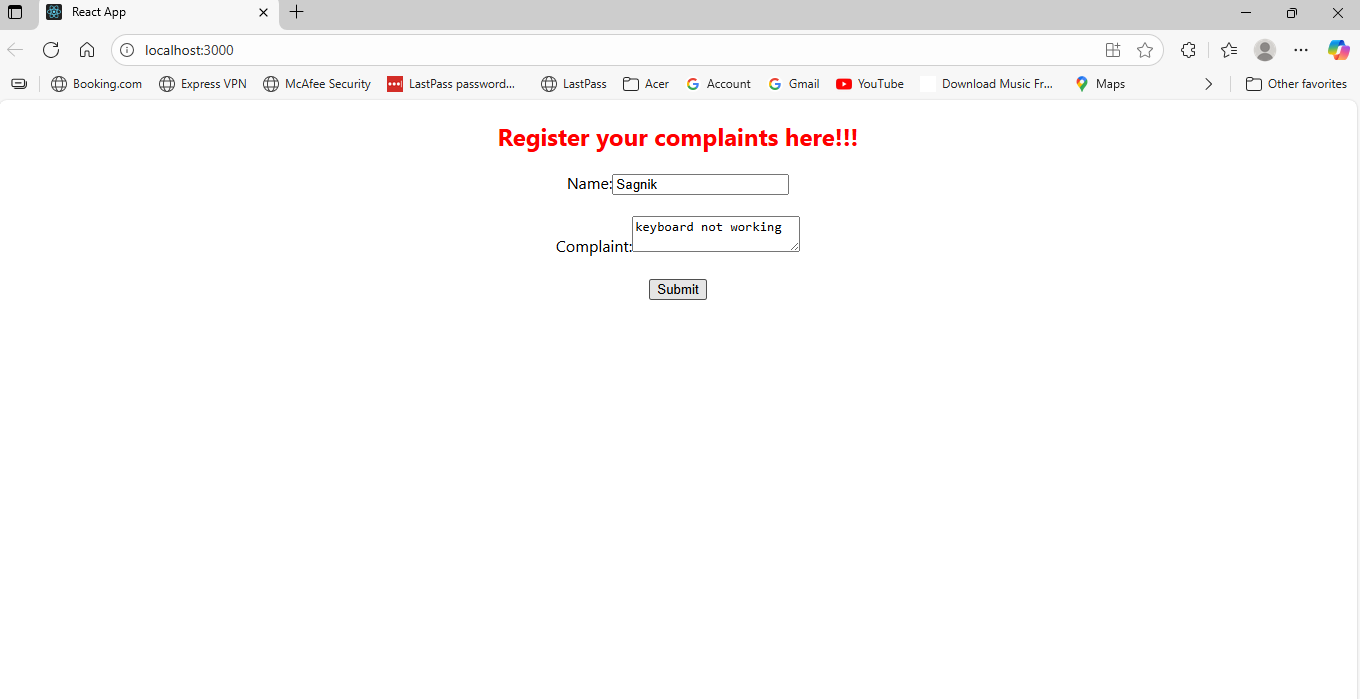 React App
localhost:3000
Booking.com Express VPN McAfee Security LastPass password... LastPass Acer Account Gmail YouTube Download Music Fr... Maps Other favorites
Register your complaints here!!!
Name: Sagnik
Complaint: keyboard not working
Submit